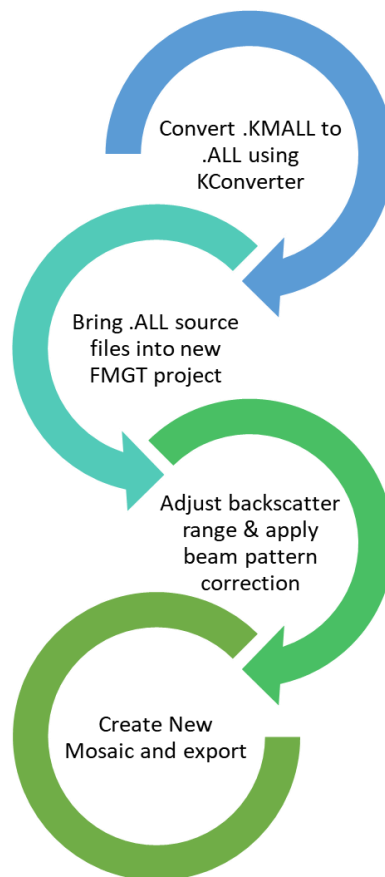 Convert .KMALL to
.ALL using
KConverter
Bring .ALL source
files into new
FMGT project
Adjust backscatter
range & apply
beam pattern
correction
Create New
Mosaic and export